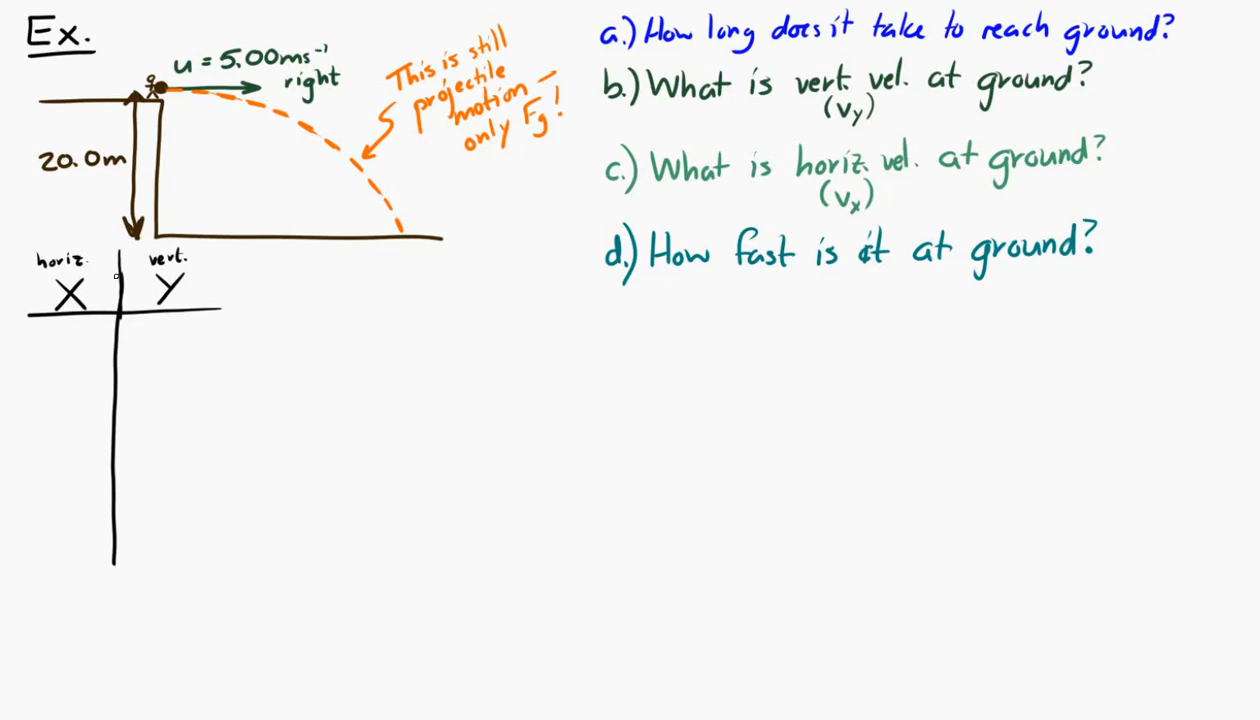 Ex.
u = 5.00ms⁻¹
right
This is still
projectile
motion –
only Fg!
20.0m
horiz. vert.
X Y
a.) How long does it take to reach ground?
b.) What is vert. vel. at ground?
(vy)
c.) What is horiz. vel. at ground?
(vx)
d.) How fast is it at ground?